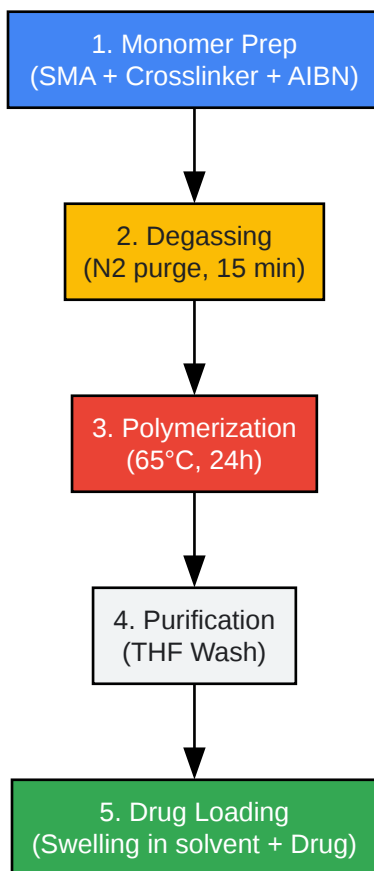 1. Monomer Prep
(SMA + Crosslinker + AIBN)
2. Degassing
(N2 purge, 15 min)
3. Polymerization
(65°C, 24h)
4. Purification
(THF Wash)
5. Drug Loading
(Swelling in solvent + Drug)